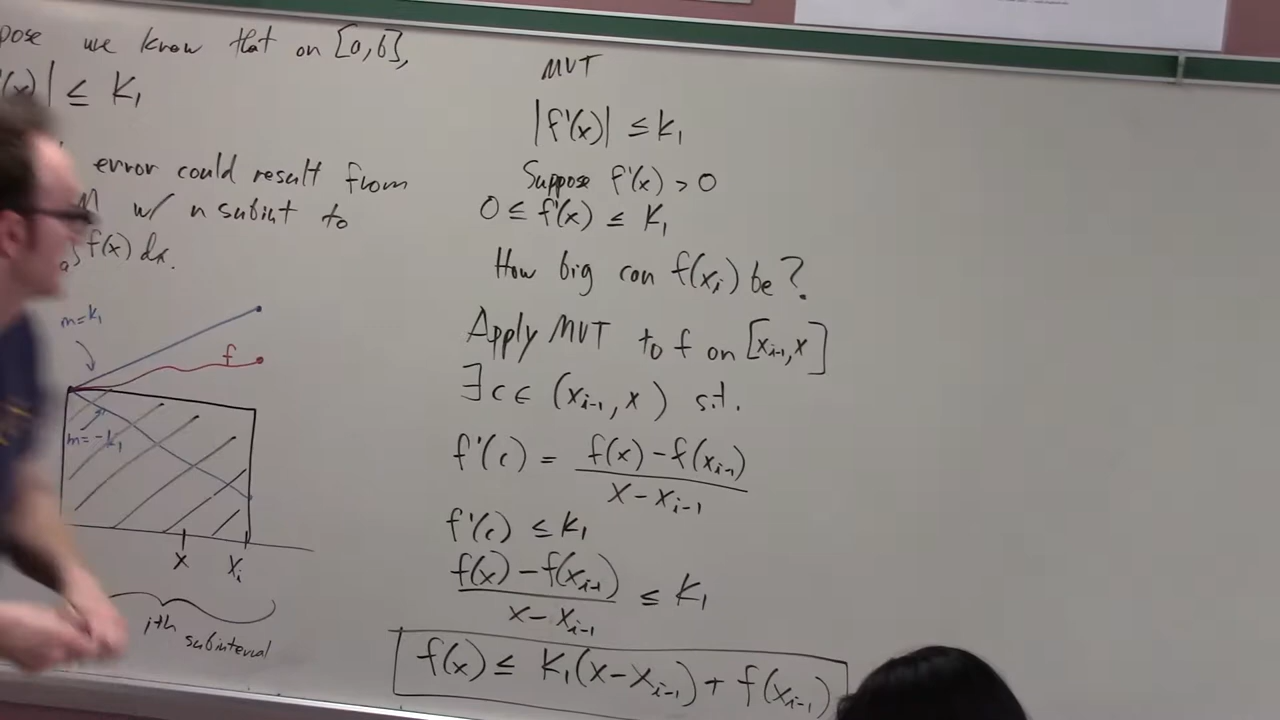 we know that on [a,b],
(x)| ≤ K₁
error could result from
w/ n subint to
f(x) dx.
m=k₁
f
m=-k₁
x xᵢ
iᵗʰ subinterval
MVT
|f'(x)| ≤ K₁
Suppose f'(x) > 0
0 ≤ f'(x) ≤ K₁
How big can f(xᵢ) be?
Apply MVT to f on [xᵢ₋₁, x]
∃ c ∈ (xᵢ₋₁, x) s.t.
f'(c) = (f(x) - f(xᵢ₋₁)) / (x - xᵢ₋₁)
f'(c) ≤ K₁
(f(x) - f(xᵢ₋₁)) / (x - xᵢ₋₁) ≤ K₁
f(x) ≤ K₁(x - xᵢ₋₁) + f(xᵢ₋₁)